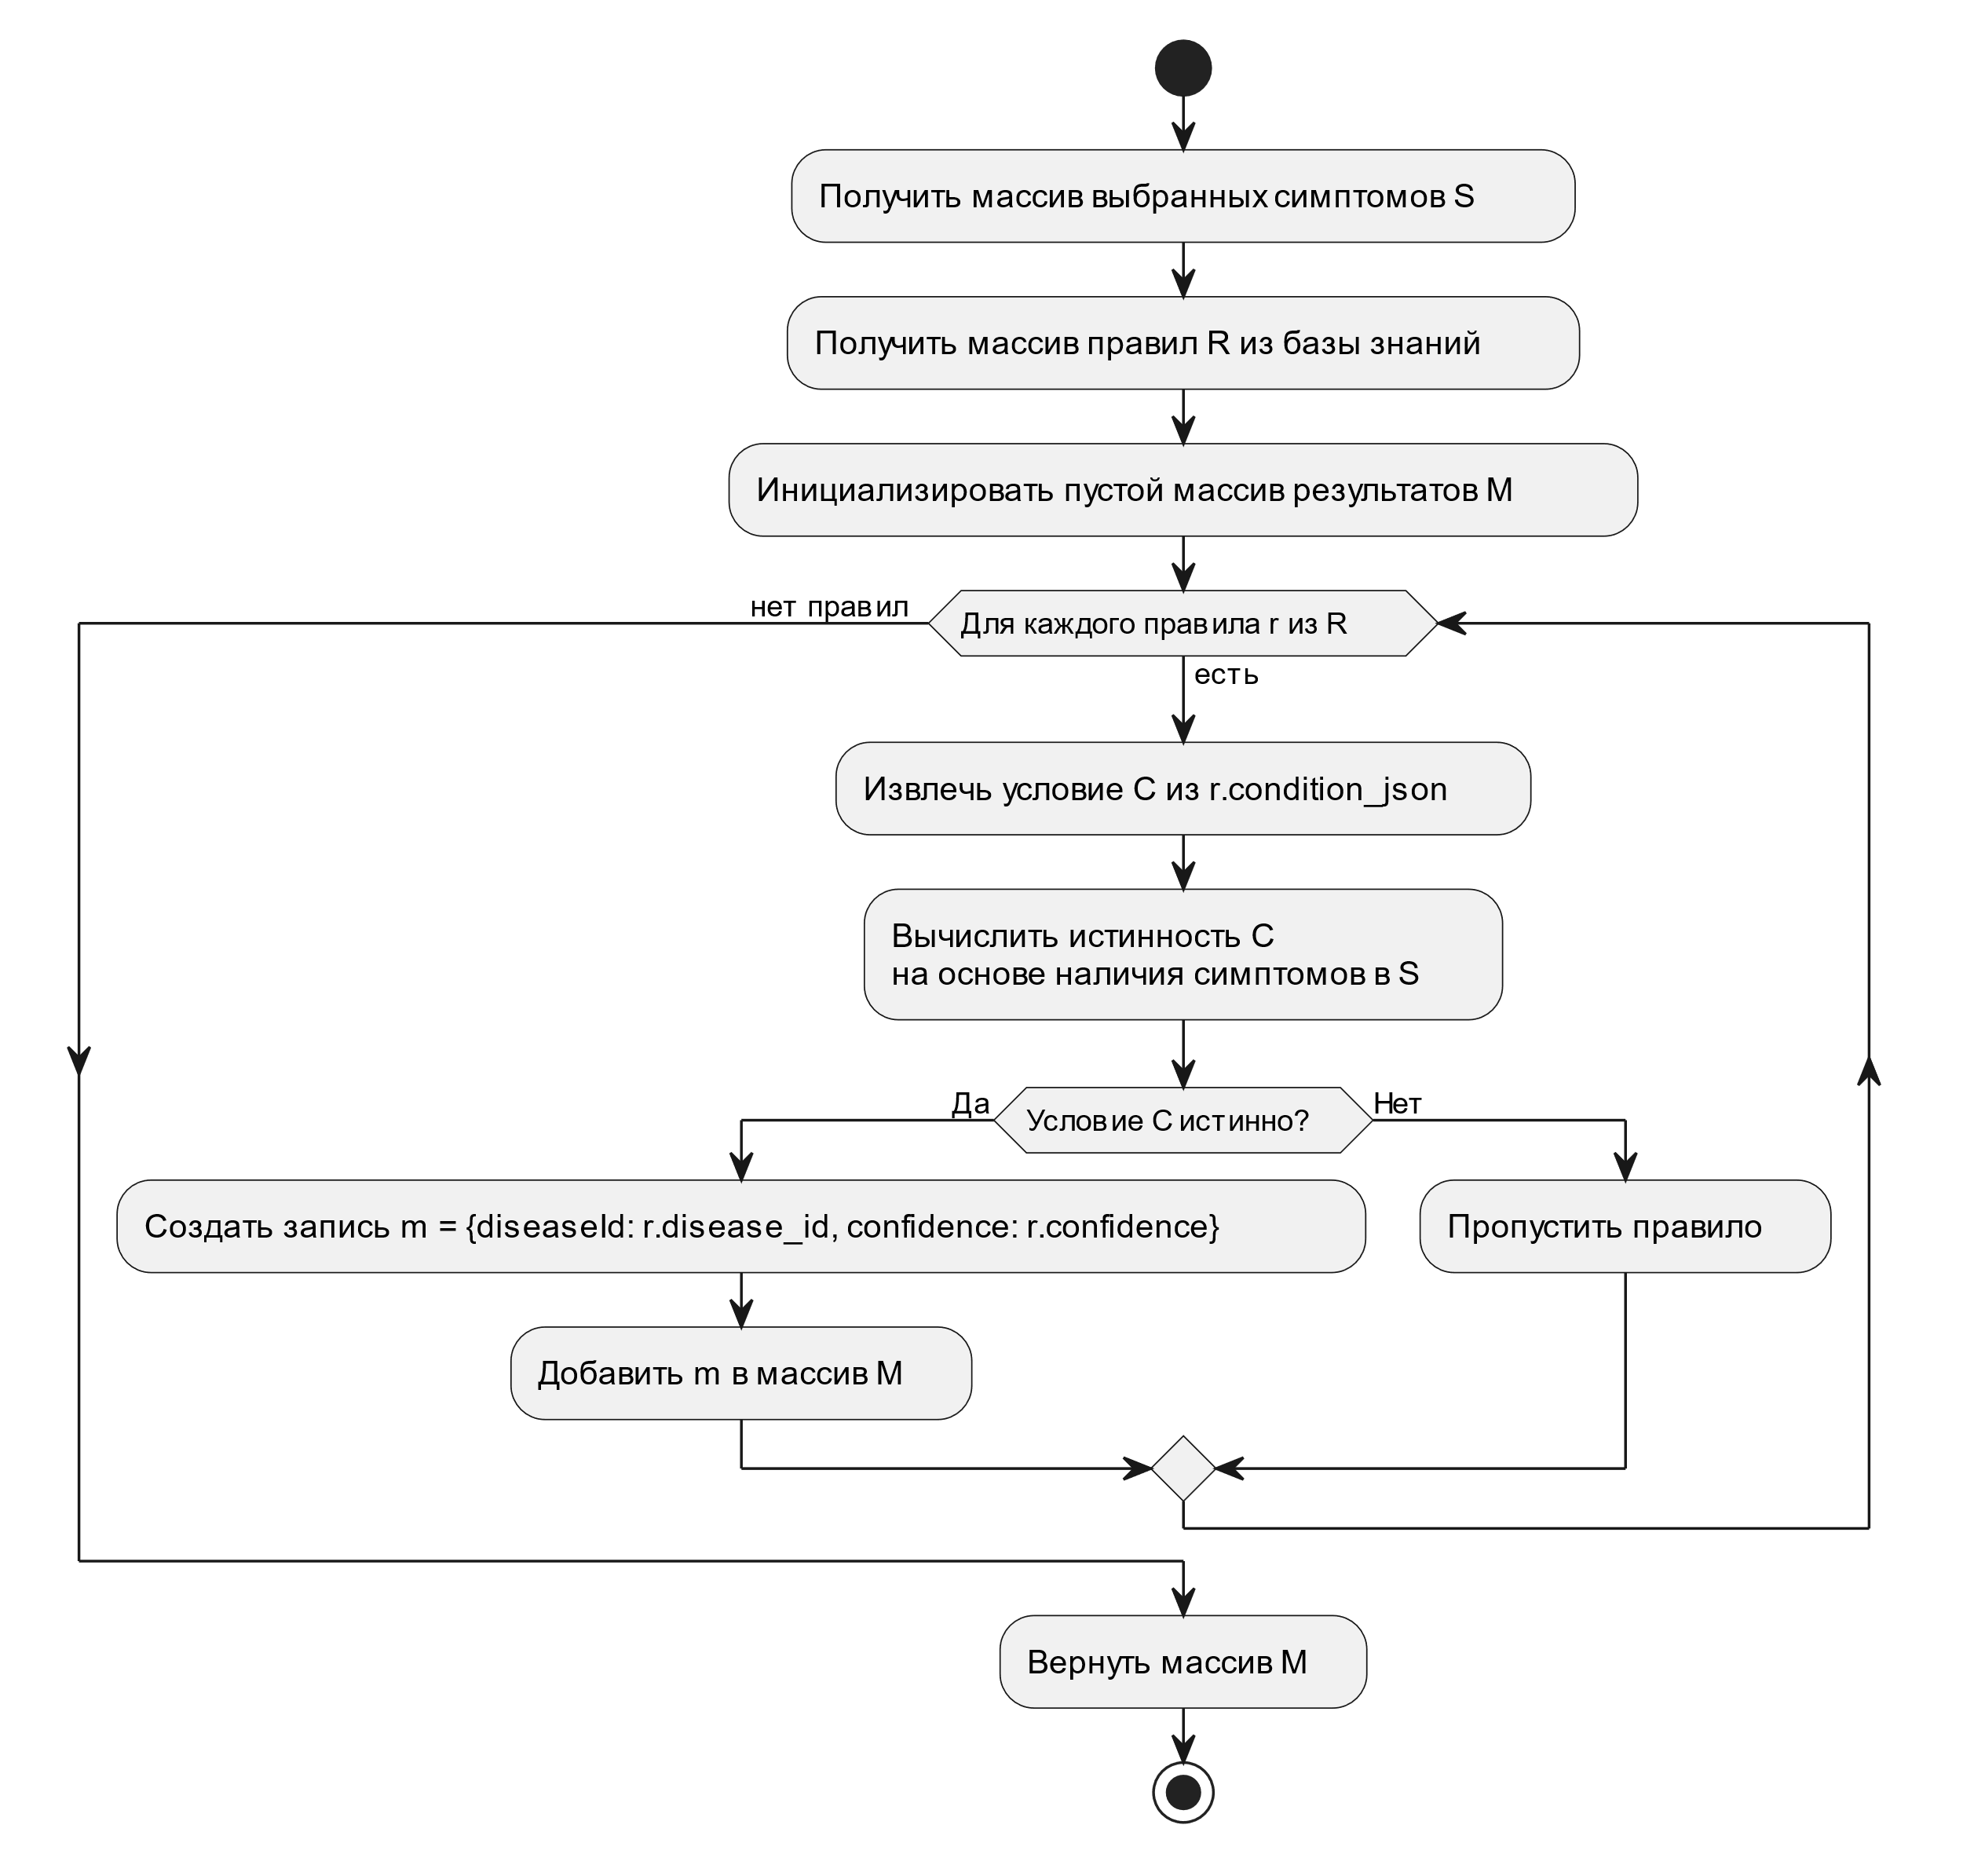 Получить массив выбранных симптомов S
Получить массив правил R из базы знаний
Инициализировать пустой массив результатов M
нет правил
Для каждого правила r из R
есть
Извлечь условие C из r.condition_json
Вычислить истинность C
на основе наличия симптомов в S
Да
Условие C истинно?
Нет
Создать запись m = {diseaseId: r.disease_id, confidence: r.confidence}
Пропустить правило
Добавить m в массив M
Вернуть массив M